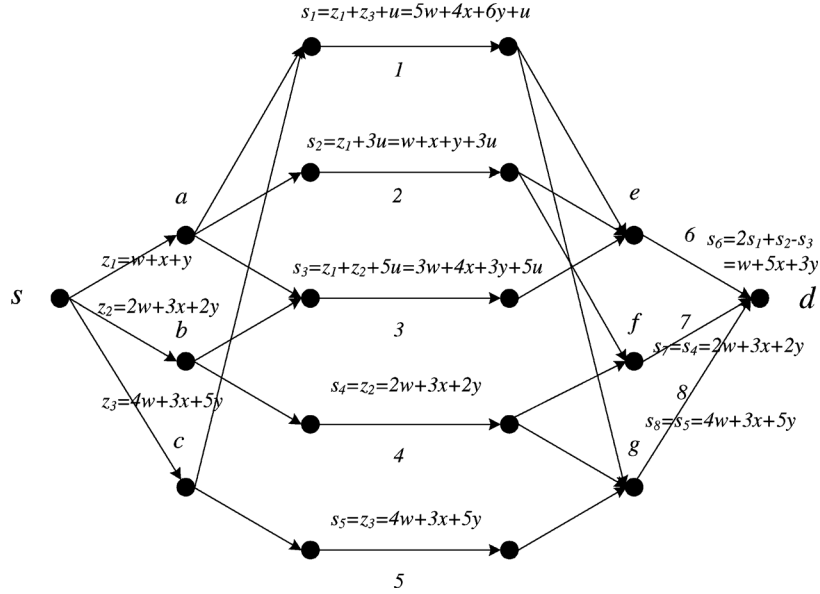 s₁=z₁+z₃+u=5w+4x+6y+u
1
s₂=z₁+3u=w+x+y+3u
2
a
e
6
s₆=2s₁+s₂-s₃
=w+5x+3y
z₁=w+x+y
s₃=z₁+z₂+5u=3w+4x+3y+5u
s
d
z₂=2w+3x+2y
3
f
7
b
s₇=s₄=2w+3x+2y
s₄=z₂=2w+3x+2y
z₃=4w+3x+5y
8
s₈=s₅=4w+3x+5y
c
4
g
s₅=z₃=4w+3x+5y
5